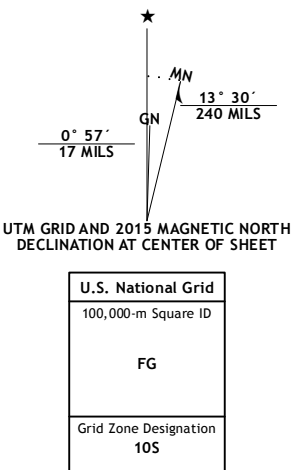 ★
MN
GN
13° 30´
240 MILS
0° 57´
17 MILS
UTM GRID AND 2015 MAGNETIC NORTH
DECLINATION AT CENTER OF SHEET
U.S. National Grid
100,000-m Square ID
FG
Grid Zone Designation
10S